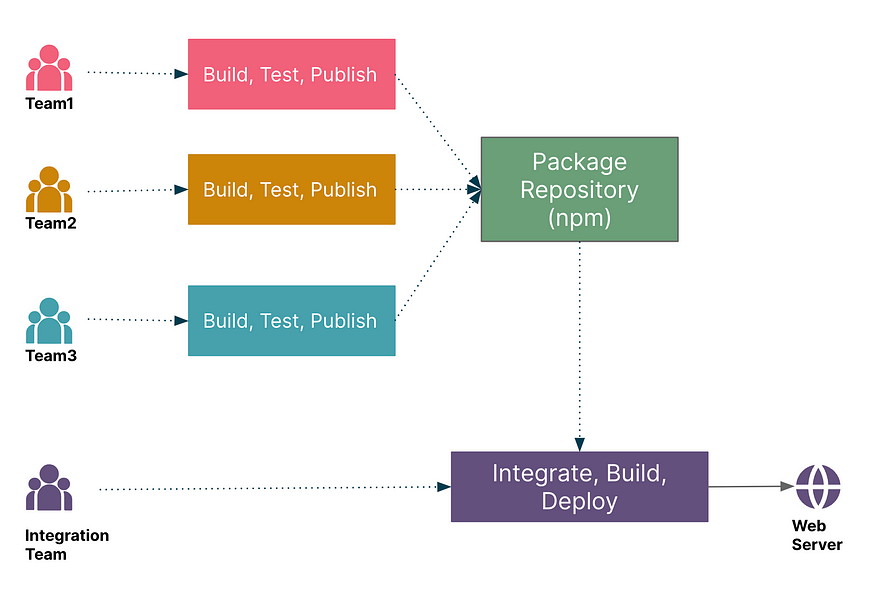 Team1
Build, Test, Publish
Team2
Build, Test, Publish
Package
Repository
(npm)
Team3
Build, Test, Publish
Integration
Team
Integrate, Build,
Deploy
Web
Server